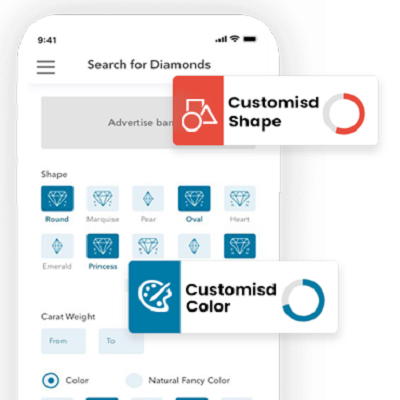 9:41
Search for Diamonds
Customisd
Shape
Advertise ban
Shape
Round Marquise Pear Oval Heart
Emerald Princess
Customisd
Color
Carat Weight
From To
Color Natural Fancy Color